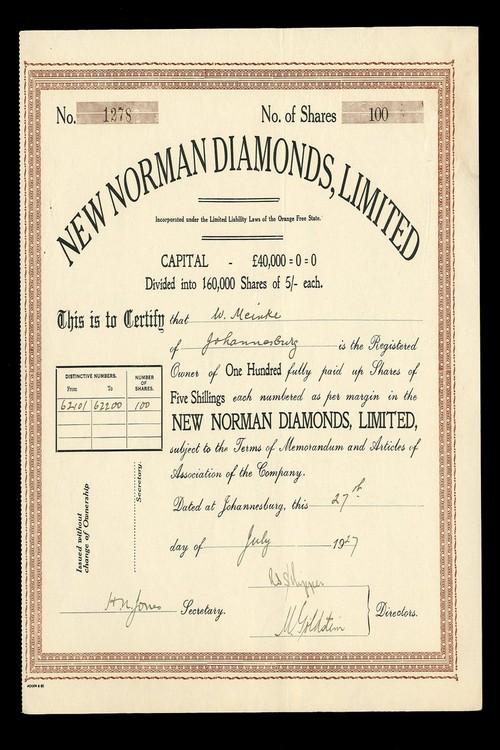 No. 1278 No. of Shares 100
NEW NORMAN DIAMONDS, LIMITED
Incorporated under the Limited Liability Laws of the Orange Free State.
CAPITAL - £40,000 = 0 = 0
Divided into 160,000 Shares of 5/- each.
This is to Certify that W. Meinke
of Johannesburg is the Registered
Owner of One Hundred fully paid up Shares of
Five Shillings each numbered as per margin in the
NEW NORMAN DIAMONDS, LIMITED,
subject to the Terms of Memorandum and Articles of
Association of the Company.
Dated at Johannesburg, this 27th
day of July 1927
DISTINCTIVE NUMBERS. NUMBER OF SHARES.
From To
62101 62200 100
Issued without
change of Ownership
Secretary.
H N Jones Secretary.
M Goldstein Directors.